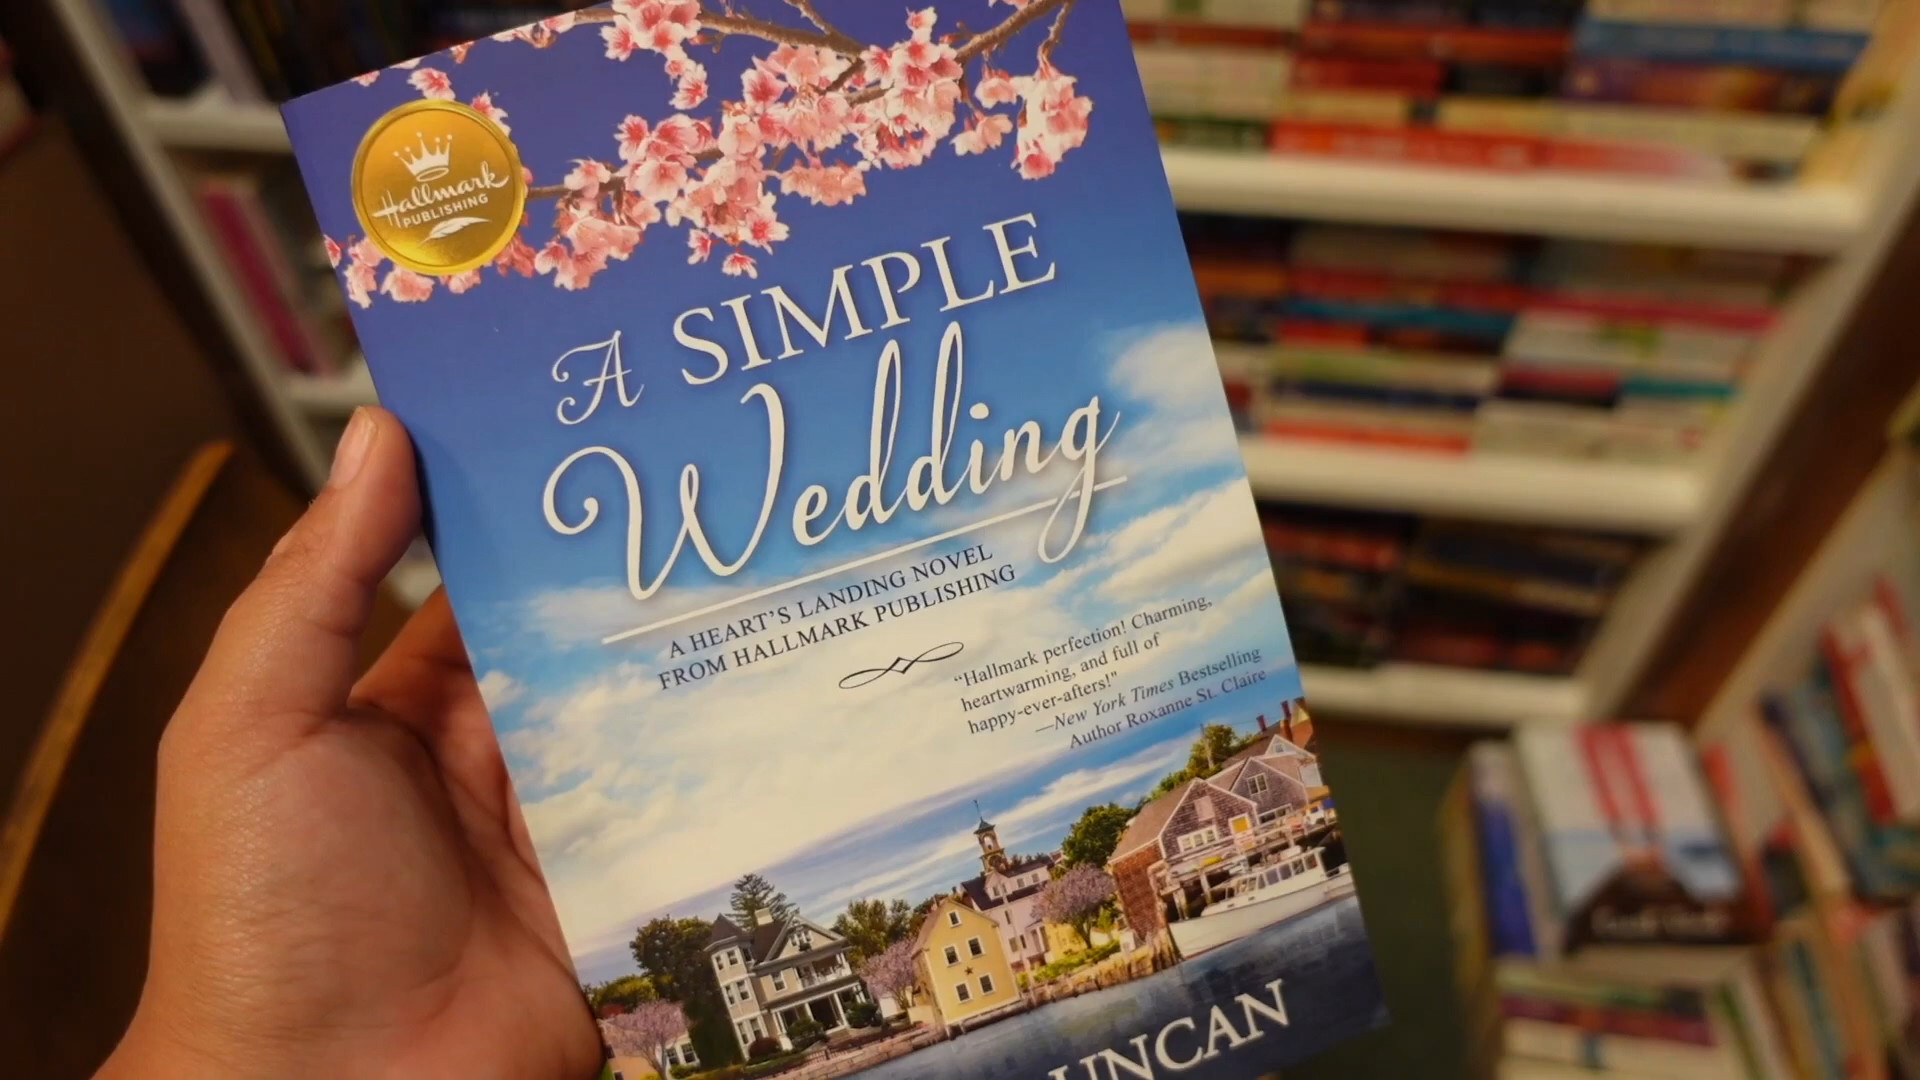 Hallmark
PUBLISHING
A SIMPLE
Wedding
A HEART'S LANDING NOVEL
FROM HALLMARK PUBLISHING
"Hallmark perfection! Charming,
heartwarming, and full of
happy-ever-afters!"
—New York Times Bestselling
Author Roxanne St. Claire
UNCAN